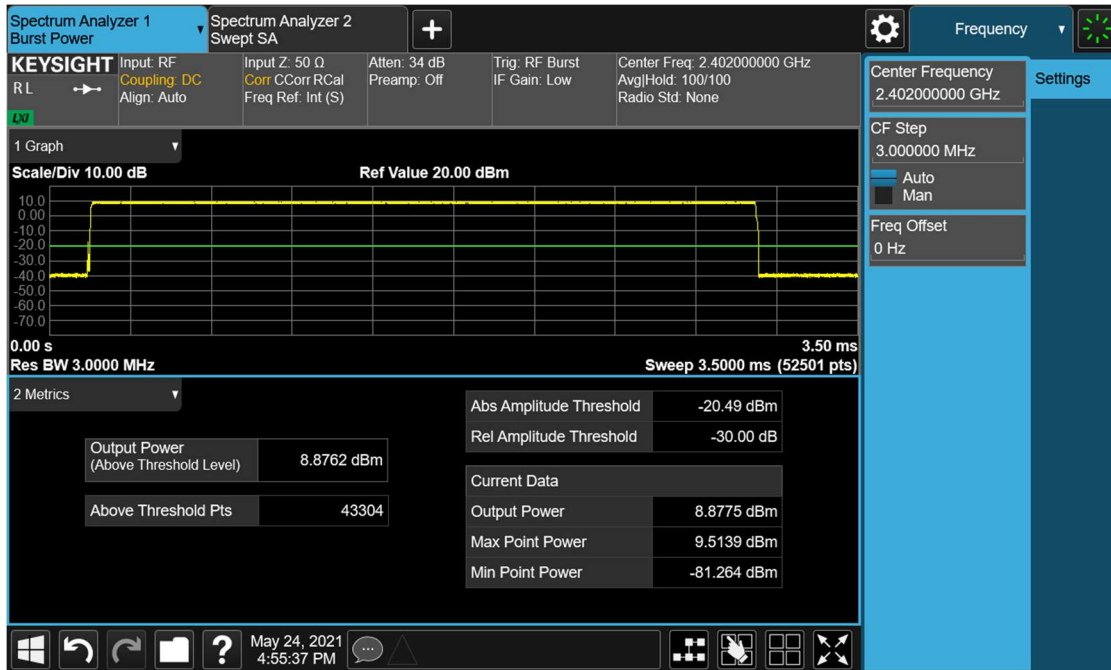 Spectrum Analyzer 1
Burst Power
Spectrum Analyzer 2
Swept SA
Frequency
KEYSIGHT
RL
LXI
Input: RF
Coupling: DC
Align: Auto
Input Z: 50 Ω
Corr CCorr RCal
Freq Ref: Int (S)
Atten: 34 dB
Preamp: Off
Trig: RF Burst
IF Gain: Low
Center Freq: 2.402000000 GHz
Avg|Hold: 100/100
Radio Std: None
Center Frequency
2.402000000 GHz
Settings
CF Step
3.000000 MHz
Auto
Man
Freq Offset
0 Hz
1 Graph
Scale/Div 10.00 dB
Ref Value 20.00 dBm
10.0
0.00
-10.0
-20.0
-30.0
-40.0
-50.0
-60.0
-70.0
0.00 s
3.50 ms
Res BW 3.0000 MHz
Sweep 3.5000 ms (52501 pts)
2 Metrics
Output Power
(Above Threshold Level)
8.8762 dBm
Above Threshold Pts
43304
Abs Amplitude Threshold
-20.49 dBm
Rel Amplitude Threshold
-30.00 dB
Current Data
Output Power
8.8775 dBm
Max Point Power
9.5139 dBm
Min Point Power
-81.264 dBm
?
May 24, 2021
4:55:37 PM